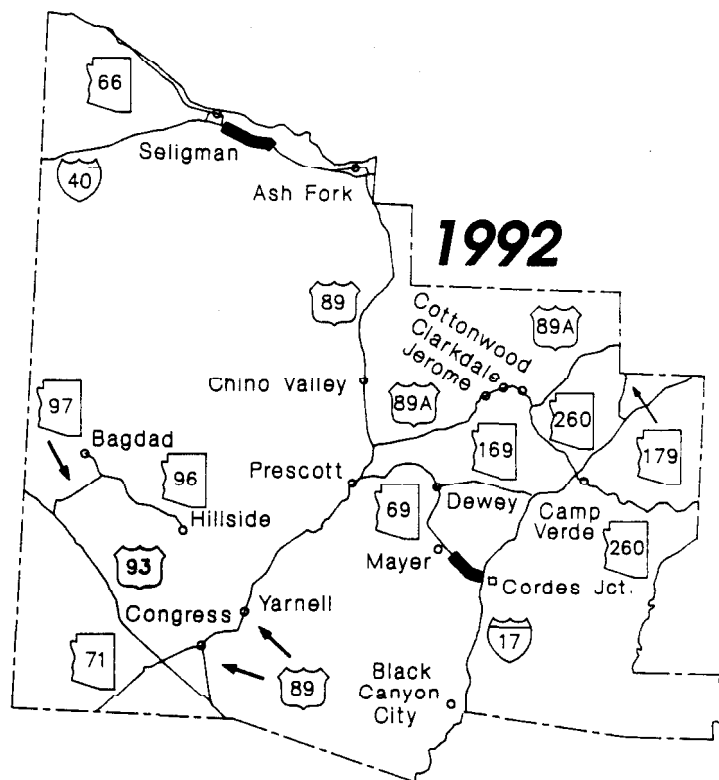 66
Seligman
40
Ash Fork
1992
89
Cottonwood
Clarkdale
Jerome
89A
Chino Valley
89A
97
Bagdad
96
260
179
169
Prescott
69
Dewey
Camp
Verde
Hillside
260
Mayer
93
Cordes Jct.
Congress
Yarnell
17
71
89
Black
Canyon
City